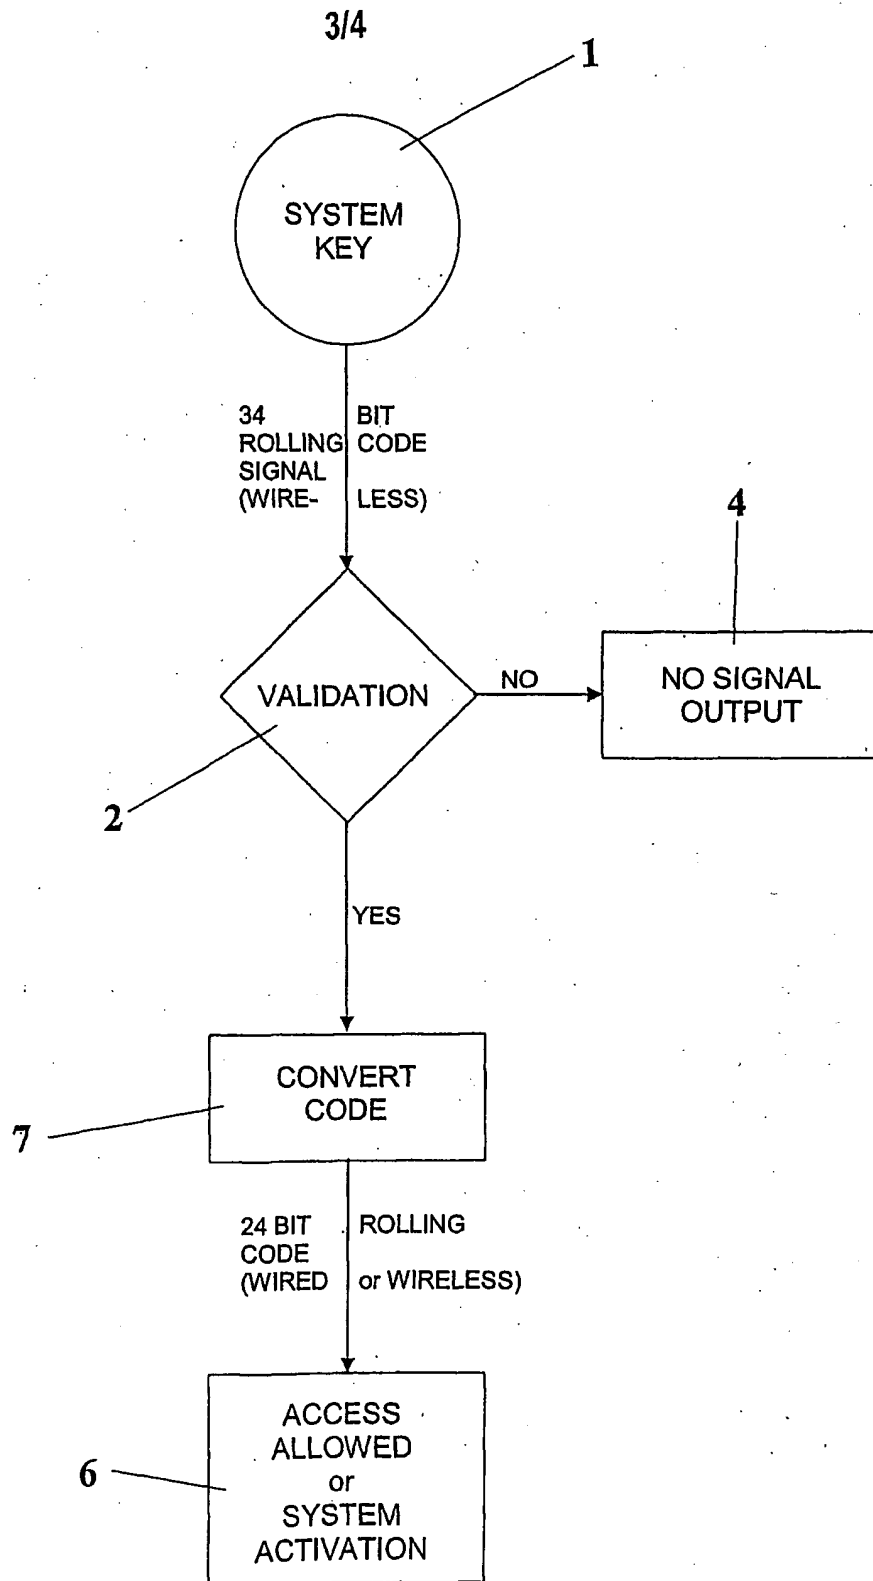 3/4
1
SYSTEM
KEY
34 BIT
ROLLING CODE
SIGNAL
(WIRE- LESS)
4
VALIDATION
NO
NO SIGNAL
OUTPUT
2
YES
CONVERT
CODE
7
24 BIT ROLLING
CODE
(WIRED or WIRELESS)
ACCESS
ALLOWED
or
SYSTEM
ACTIVATION
6